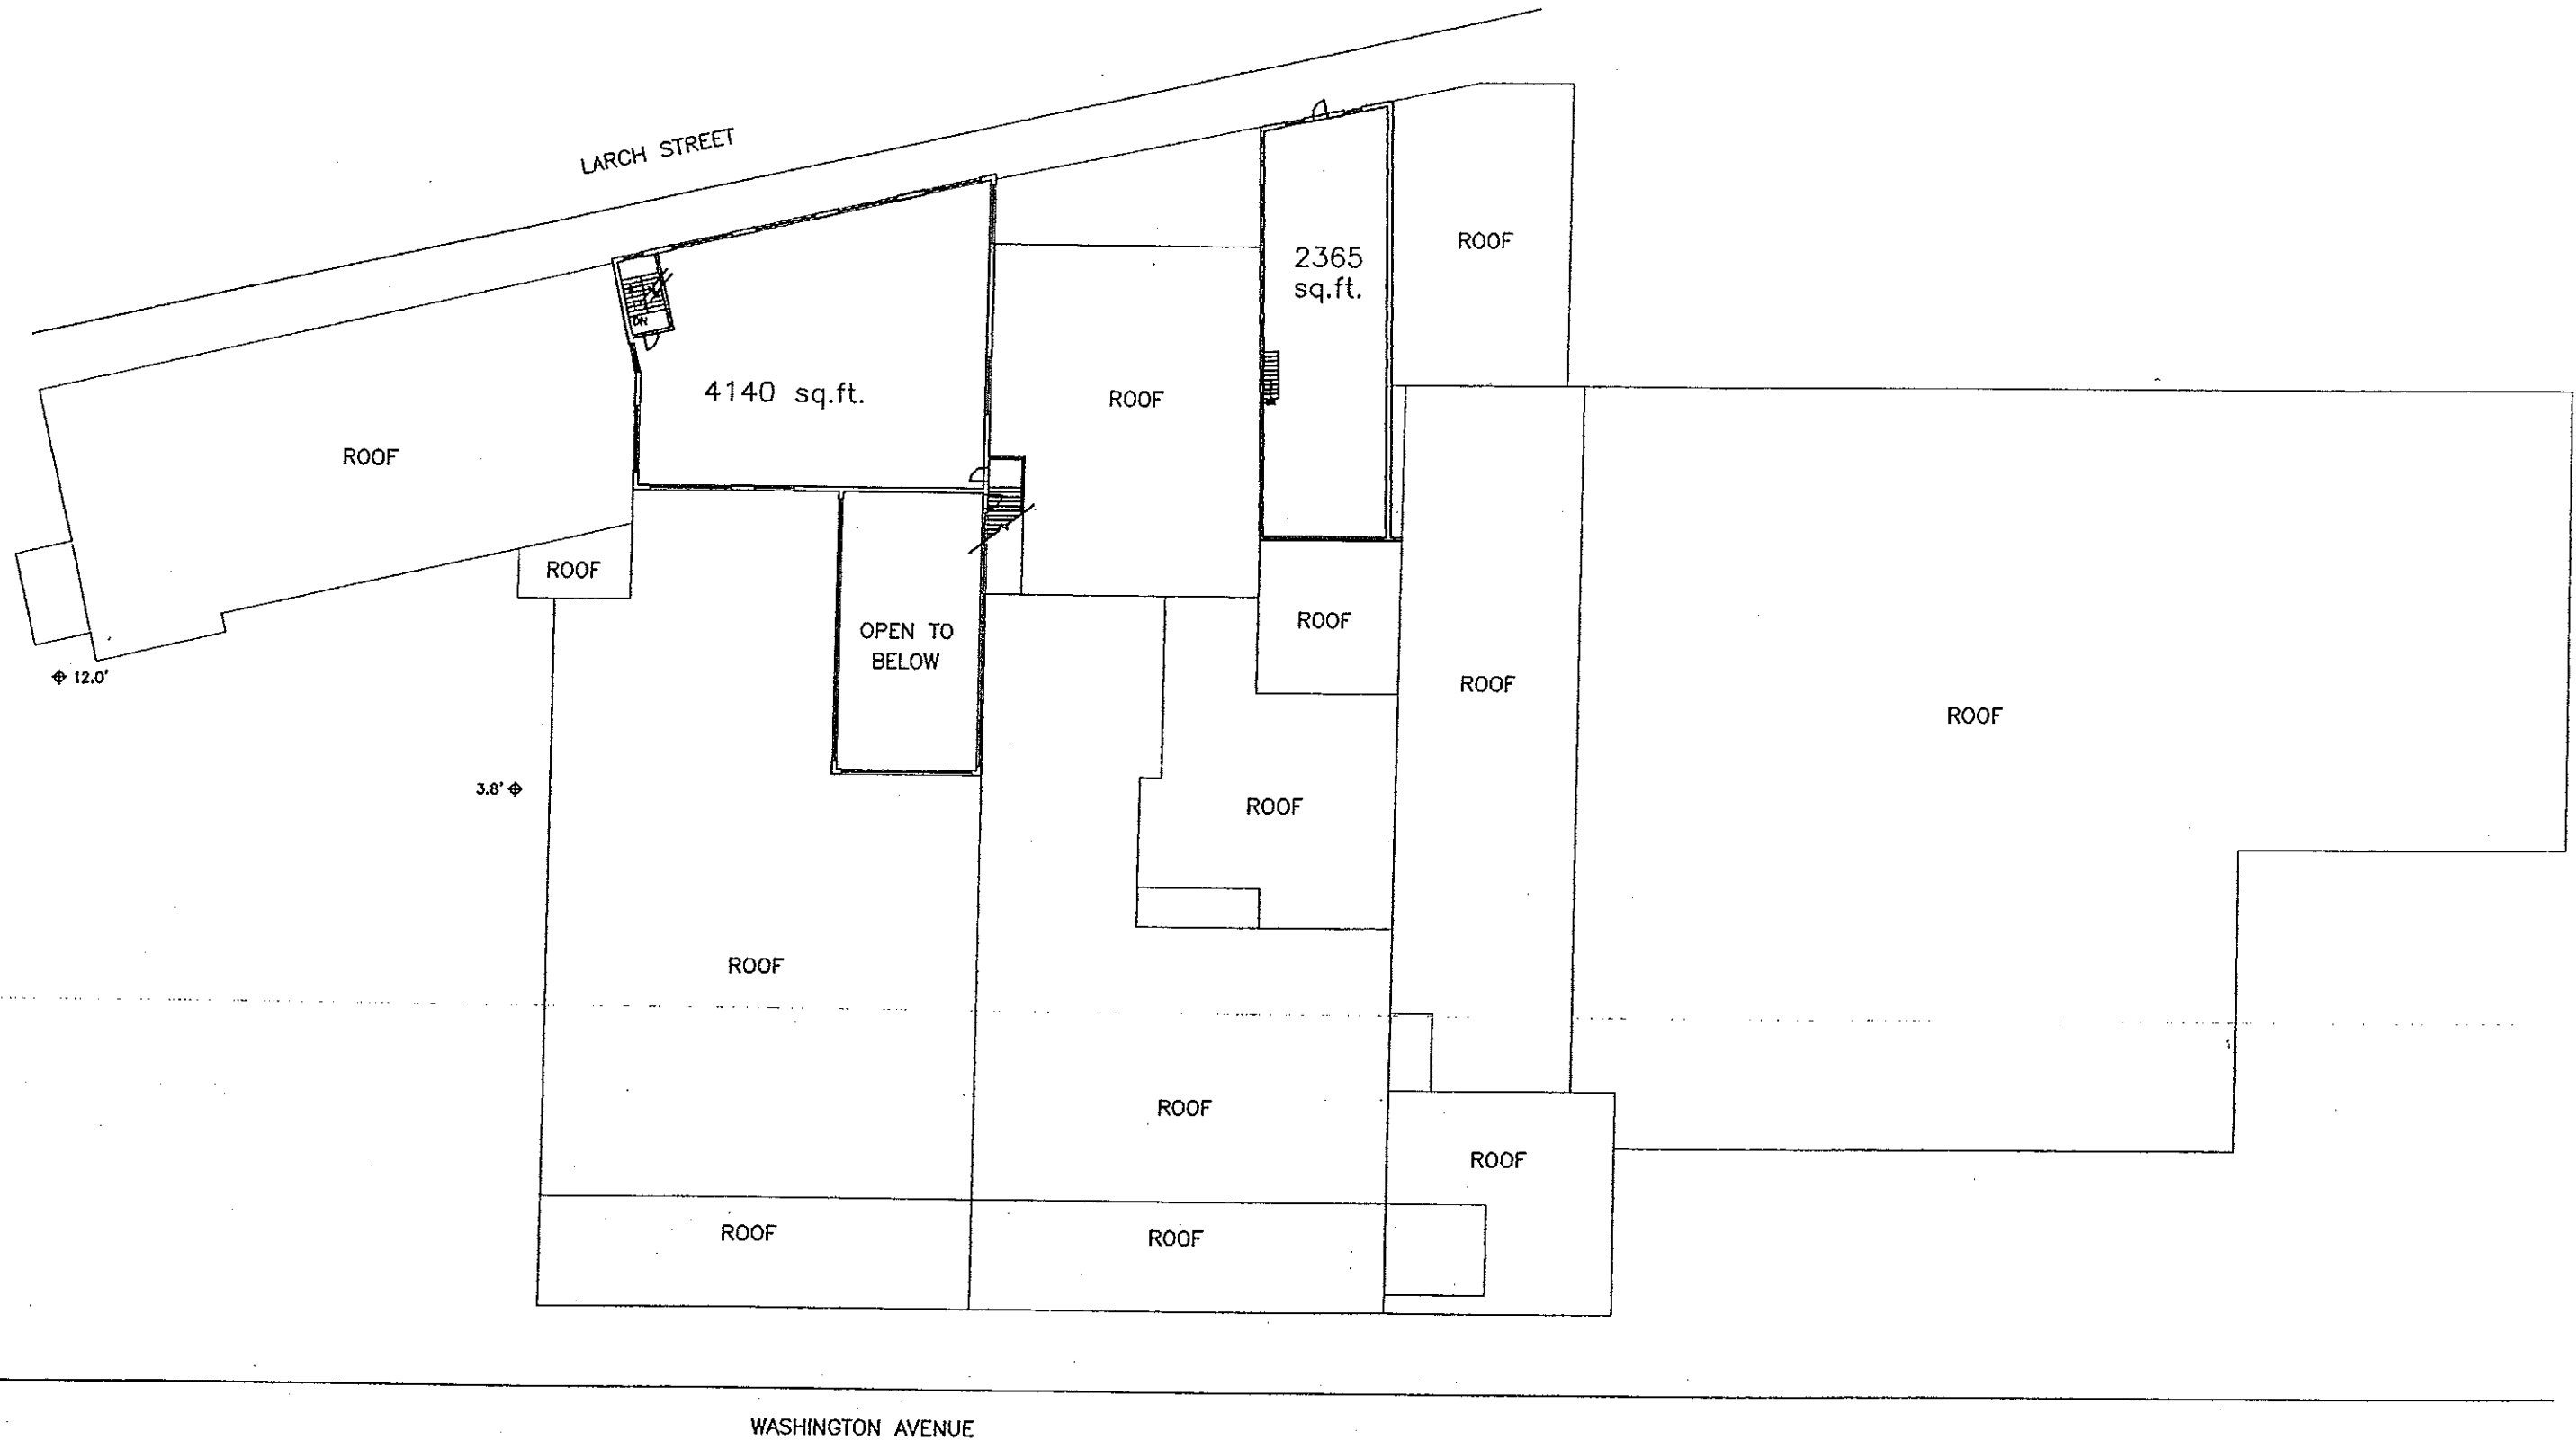 LARCH STREET
ROOF
2365
sq.ft.
DN
4140 sq.ft.
ROOF
ROOF
ROOF
ROOF
OPEN TO
BELOW
ROOF
12.0'
ROOF
ROOF
3.8'
ROOF
ROOF
ROOF
ROOF
ROOF
ROOF
WASHINGTON AVENUE